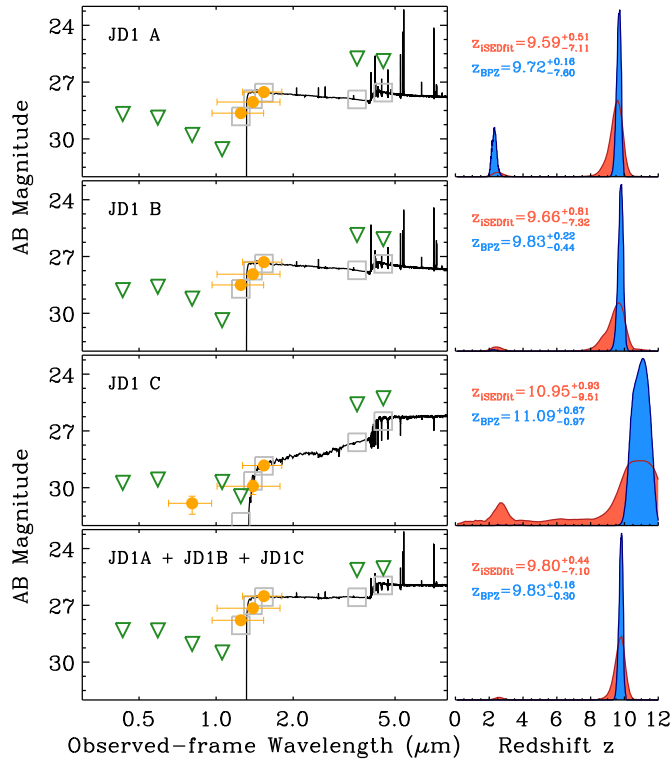 24
27
30
AB Magnitude
JD1 A
z_iSEDfit=9.59^{+0.51}_{-7.11}
z_BPZ=9.72^{+0.16}_{-7.60}
24
27
30
JD1 B
z_iSEDfit=9.66^{+0.81}_{-7.32}
z_BPZ=9.83^{+0.22}_{-0.44}
24
27
30
AB Magnitude
JD1 C
z_iSEDfit=10.95^{+0.93}_{-9.51}
z_BPZ=11.09^{+0.67}_{-0.97}
24
27
30
JD1A + JD1B + JD1C
z_iSEDfit=9.80^{+0.44}_{-7.10}
z_BPZ=9.83^{+0.16}_{-0.30}
0.5 1.0 2.0 5.0
0 2 4 6 8 10 12
Observed-frame Wavelength (μm)
Redshift z